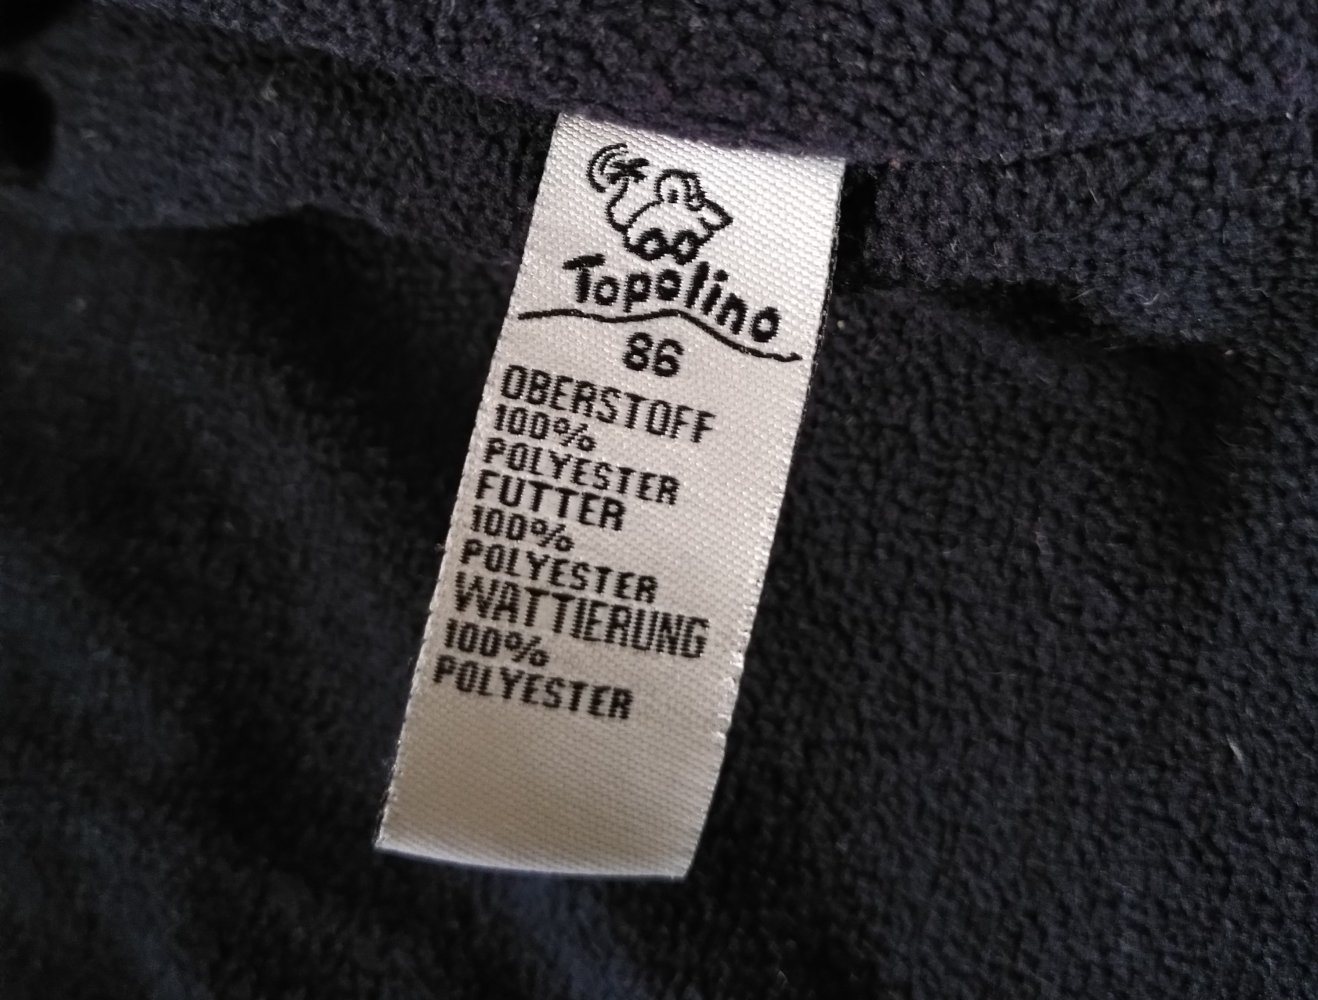 Topolino
86
OBERSTOFF
100%
POLYESTER
FUTTER
100%
POLYESTER
WATTIERUNG
100%
POLYESTER